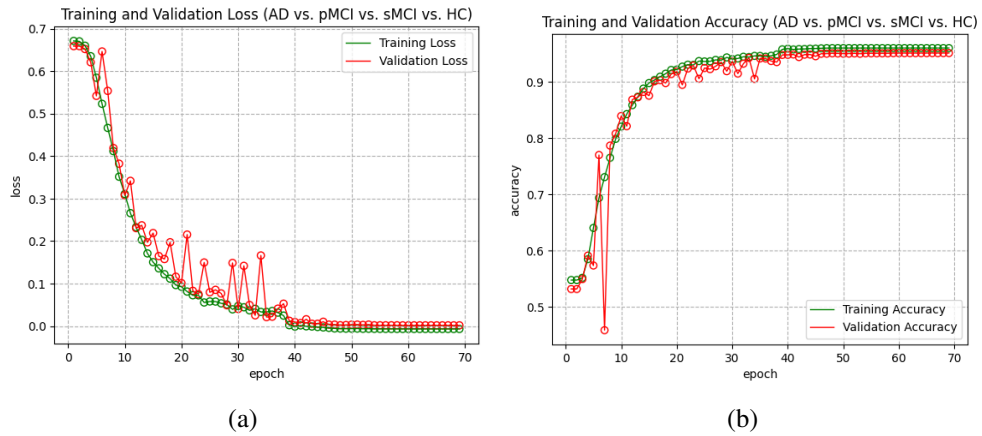 Training and Validation Loss (AD vs. pMCI vs. sMCI vs. HC)
0.7
0.6
0.5
0.4
0.3
0.2
0.1
0.0
loss
Training Loss
Validation Loss
0 10 20 30 40 50 60 70
epoch
(a)
Training and Validation Accuracy (AD vs. pMCI vs. sMCI vs. HC)
0.9
0.8
0.7
0.6
0.5
accuracy
Training Accuracy
Validation Accuracy
0 10 20 30 40 50 60 70
epoch
(b)